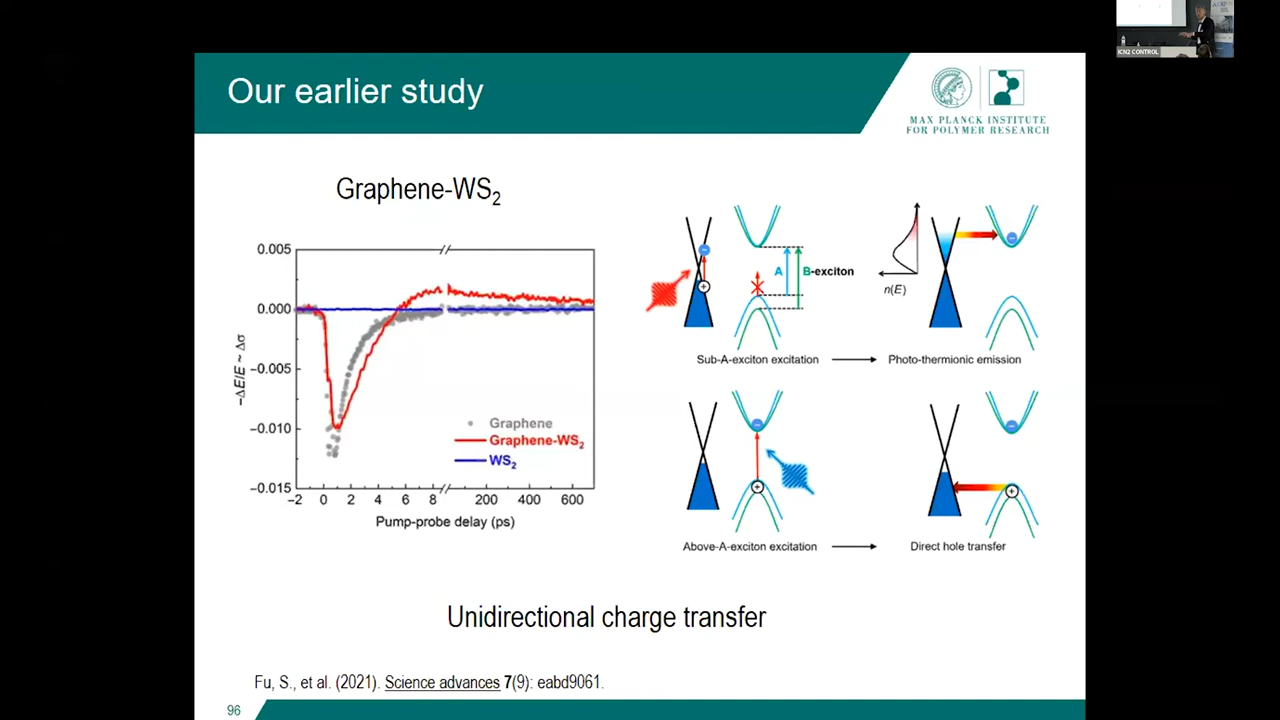 Our earlier study
MAX PLANCK INSTITUTE
FOR POLYMER RESEARCH
ICN2 CONTROL
Graphene-WS₂
0.005
0.000
−0.005
−0.010
−0.015
−ΔE/E ~ Δσ
Graphene
Graphene-WS₂
WS₂
−2 0 2 4 6 8 200 400 600
Pump-probe delay (ps)
A B-exciton
n(E)
Sub-A-exciton excitation
Photo-thermionic emission
Above-A-exciton excitation
Direct hole transfer
Unidirectional charge transfer
Fu, S., et al. (2021). Science advances 7(9): eabd9061.
96